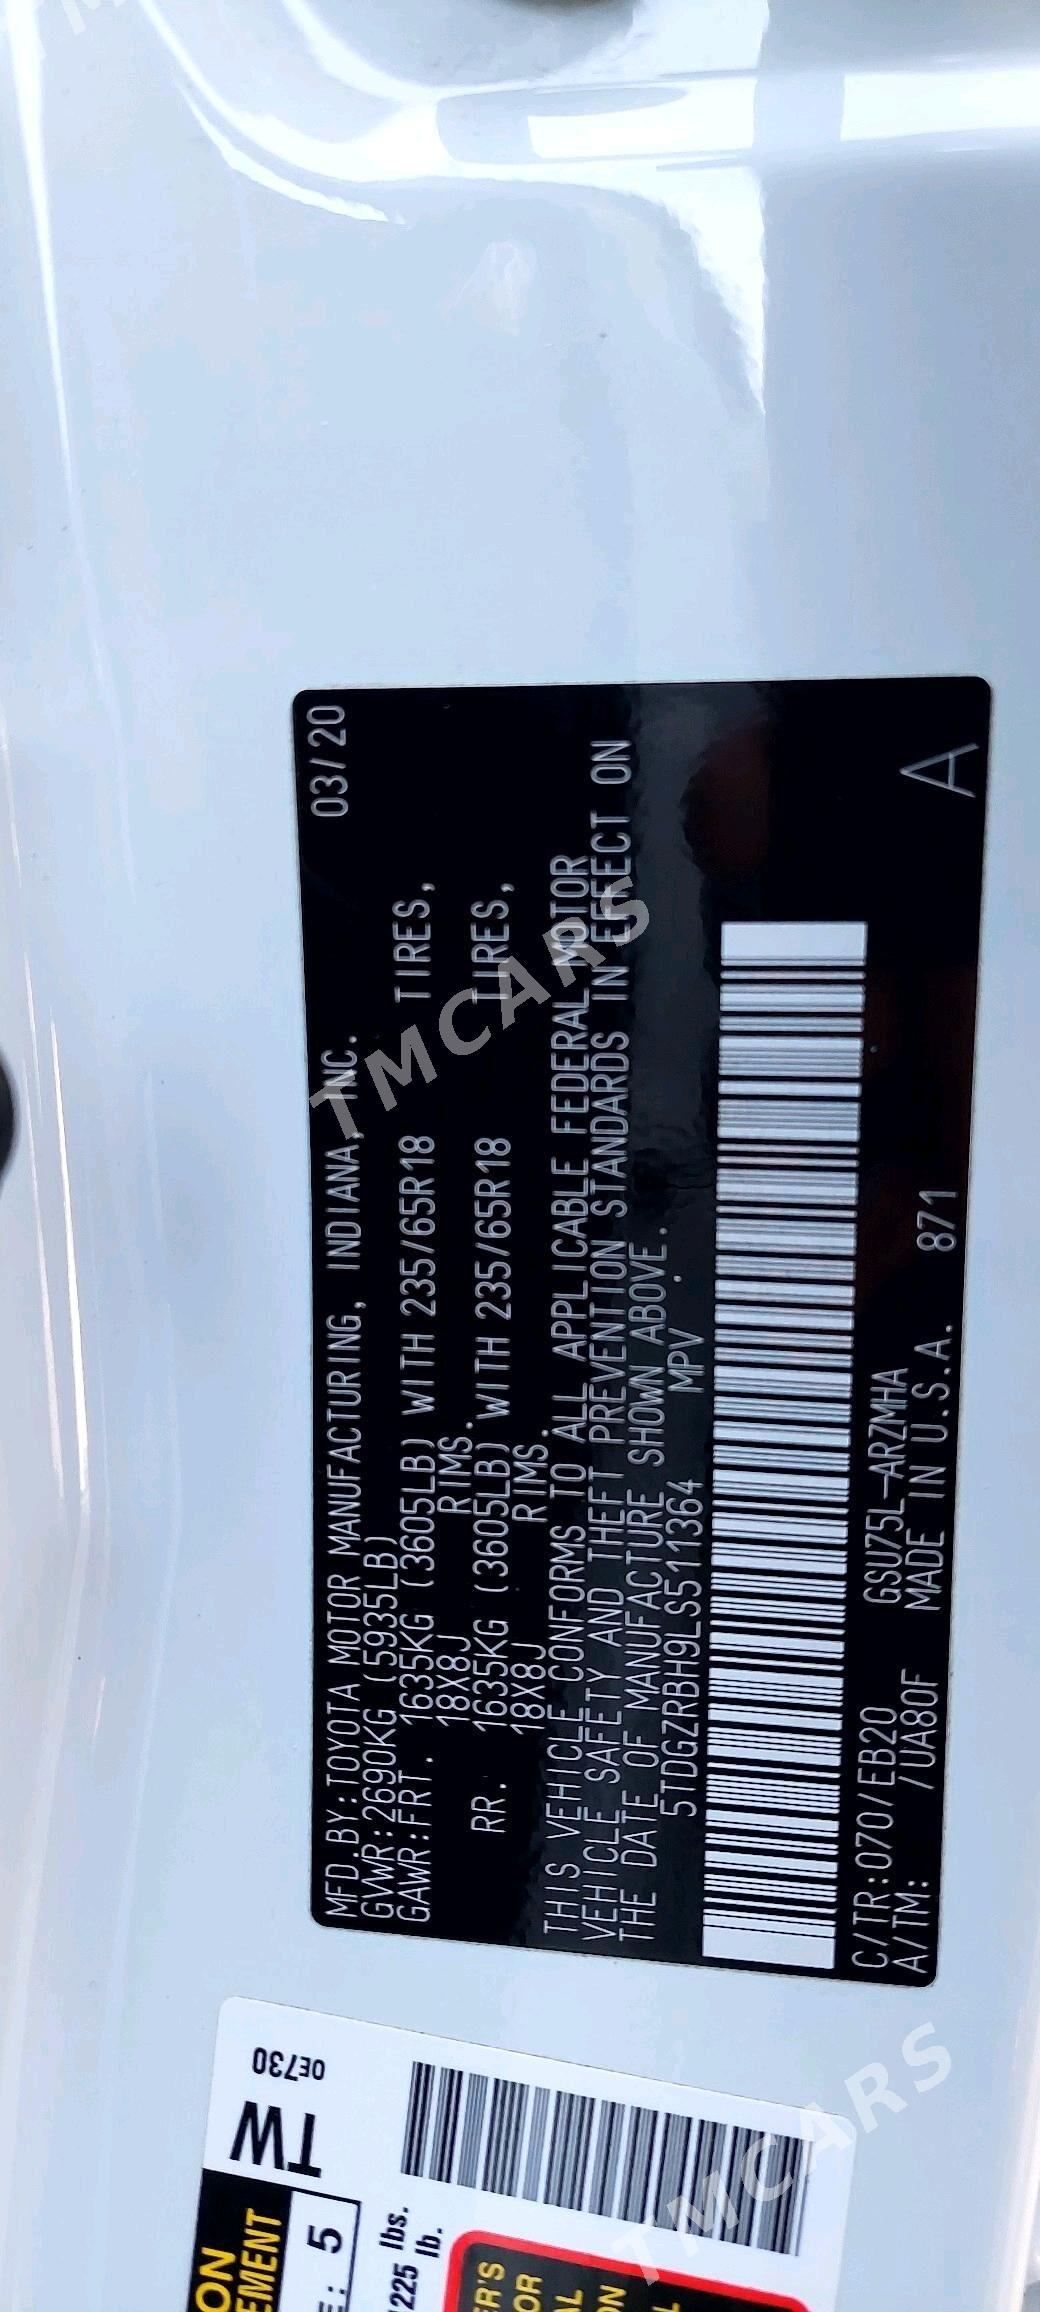 MFD.BY:TOYOTA MOTOR MANUFACTURING, INDIANA, INC. 03/20
GVWR:2690KG (5935LB)
GAWR:FRT. 1635KG (3605LB) WITH 235/65R18 TIRES,
18X8J RIMS.
RR. 1635KG (3605LB) WITH 235/65R18 TIRES,
18X8J RIMS.
THIS VEHICLE CONFORMS TO ALL APPLICABLE FEDERAL MOTOR
VEHICLE SAFETY AND THEFT PREVENTION STANDARDS IN EFFECT ON
THE DATE OF MANUFACTURE SHOWN ABOVE.
5TDGZRBH9LS511364 MPV
C/TR:070/EB20 GSU75L-ARZMHA
A/TM: /UA80F MADE IN U.S.A. 871
A
TW 0E730
5
1225 lbs.
lb.
TMCARS
TMCARS